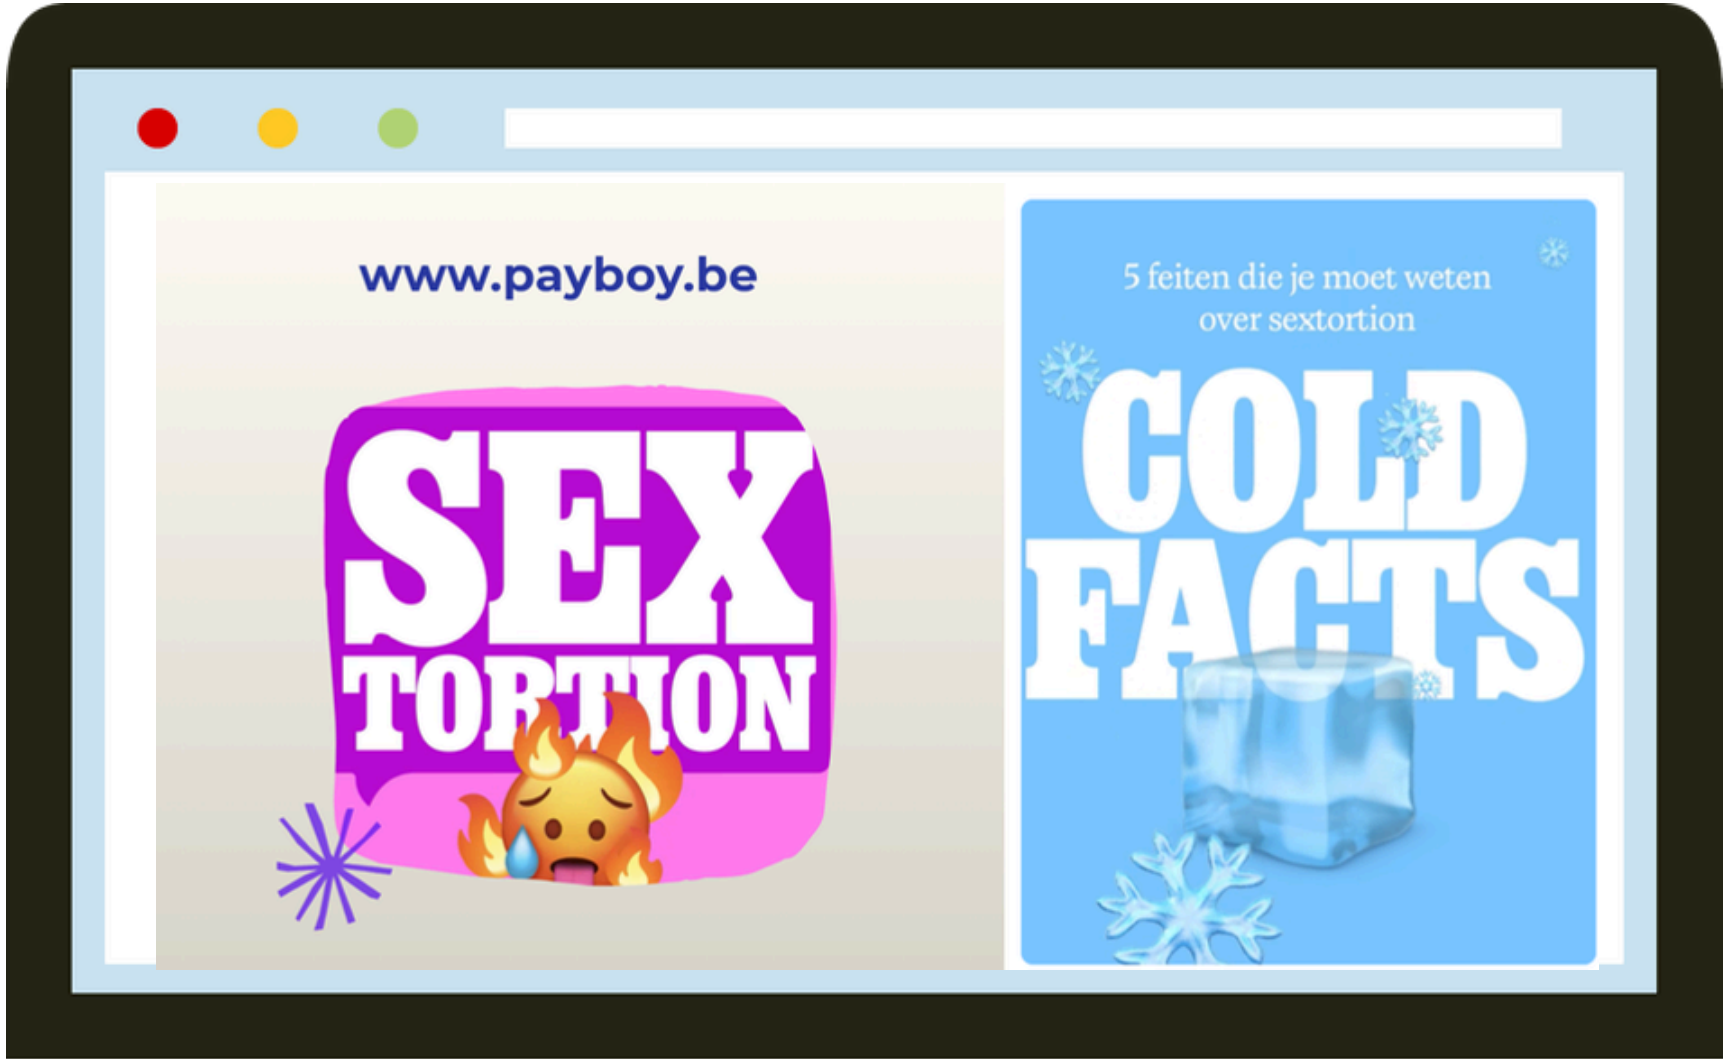 www.payboy.be
SEX
TORTION
5 feiten die je moet weten
over sextortion
COLD
FACTS